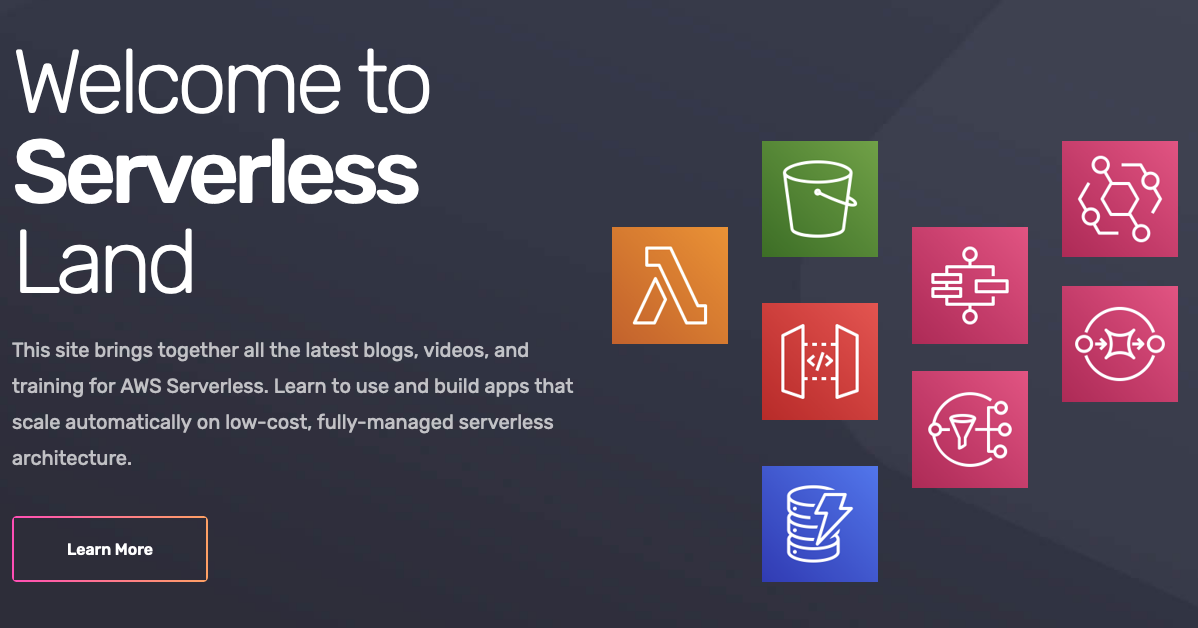 Welcome to
Serverless
Land
This site brings together all the latest blogs, videos, and
training for AWS Serverless. Learn to use and build apps that
scale automatically on low-cost, fully-managed serverless
architecture.
Learn More